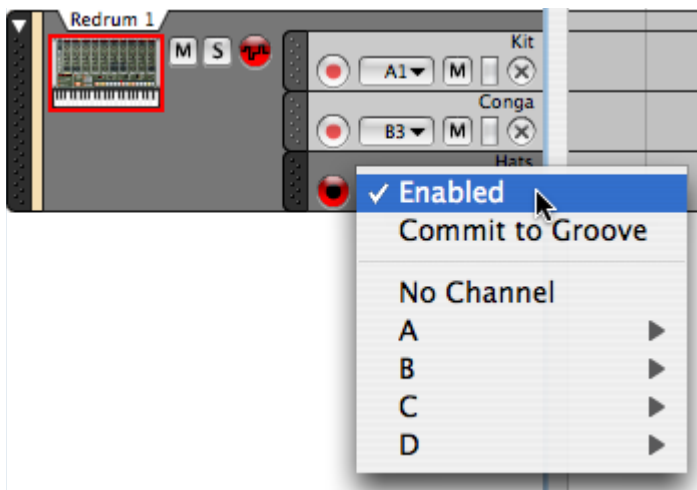 Redrum 1
M S
Kit
A1 M
Conga
B3 M
Hats
✓ Enabled
Commit to Groove
No Channel
A
B
C
D